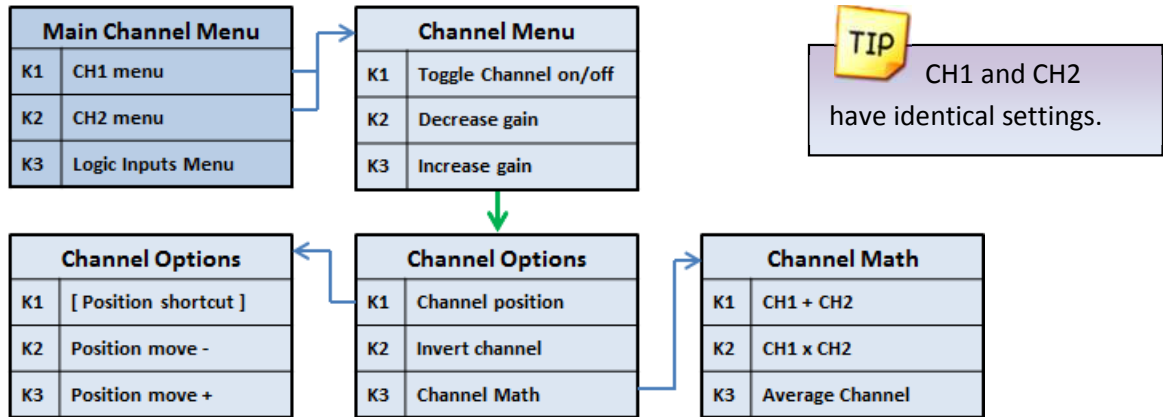 Main Channel Menu
K1 CH1 menu
K2 CH2 menu
K3 Logic Inputs Menu
Channel Menu
K1 Toggle Channel on/off
K2 Decrease gain
K3 Increase gain
TIP
CH1 and CH2
have identical settings.
Channel Options
K1 [ Position shortcut ]
K2 Position move -
K3 Position move +
Channel Options
K1 Channel position
K2 Invert channel
K3 Channel Math
Channel Math
K1 CH1 + CH2
K2 CH1 x CH2
K3 Average Channel